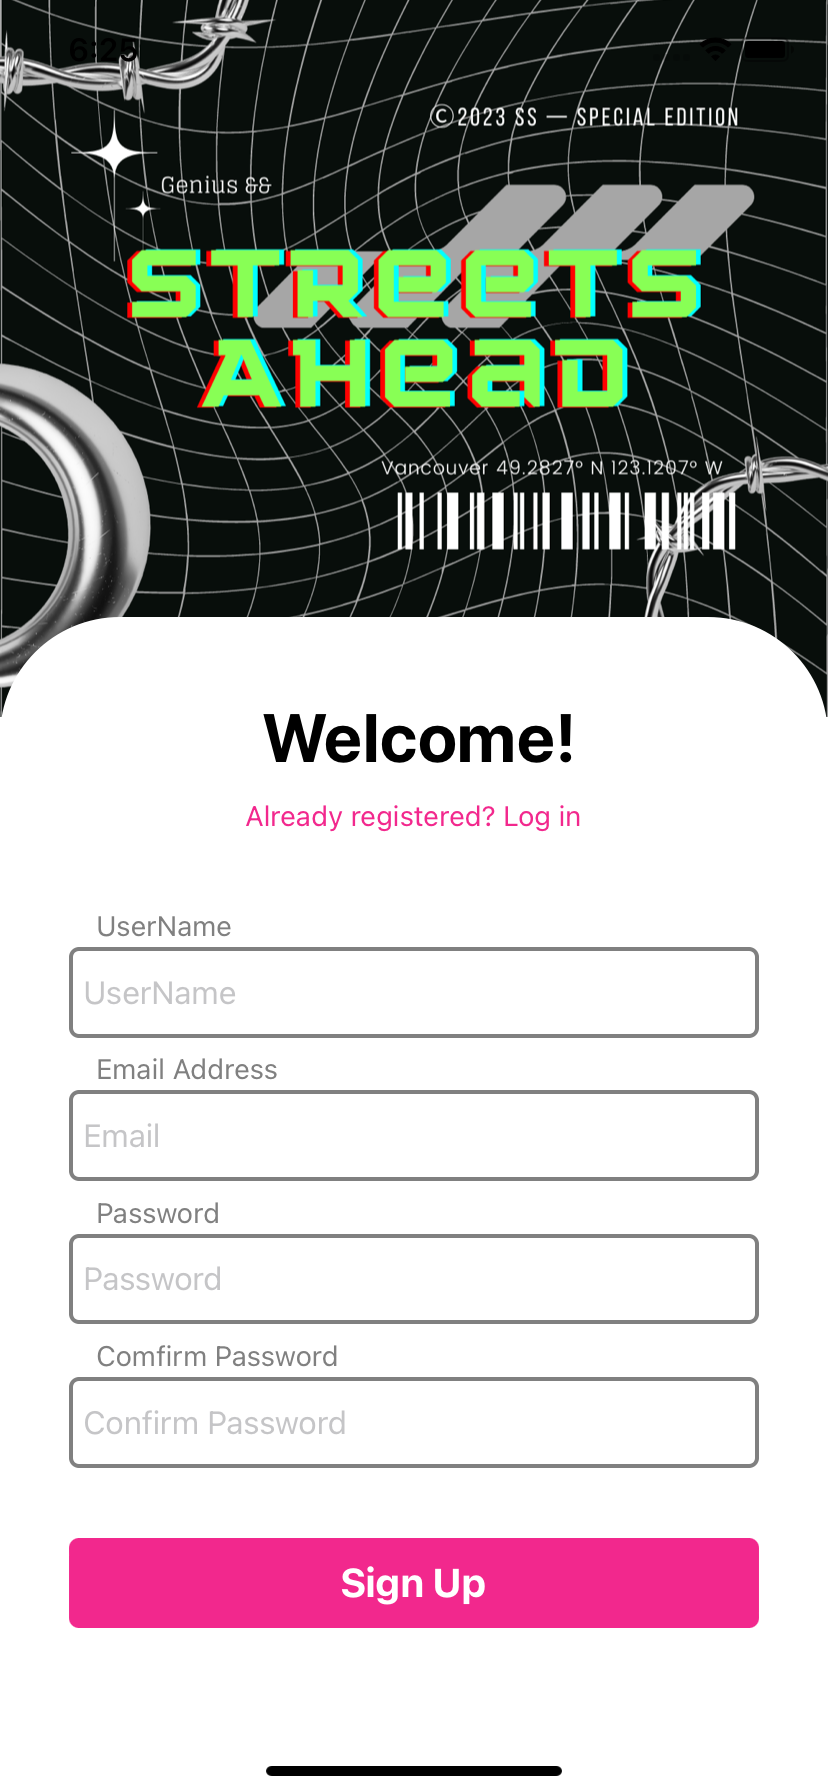 6:25
©2023 SS — SPECIAL EDITION
Genius &&
STREETS
AHEAD
Vancouver 49.2827° N 123.1207° W
Welcome!
Already registered? Log in
UserName
UserName
Email Address
Email
Password
Password
Comfirm Password
Confirm Password
Sign Up